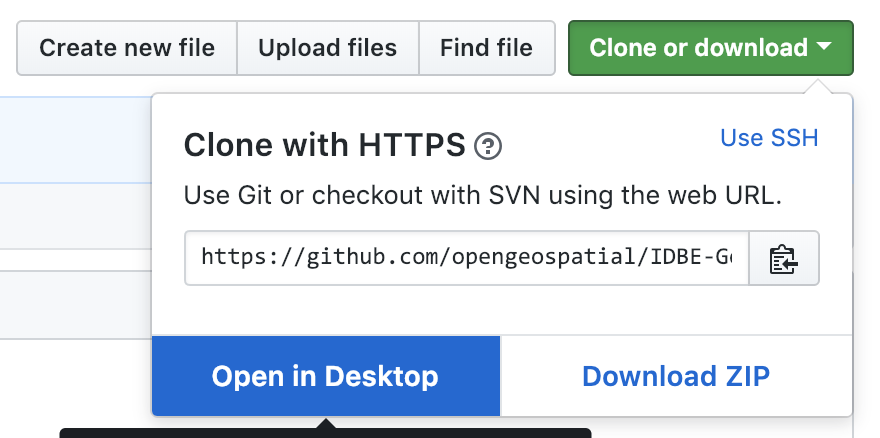 Create new file
Upload files
Find file
Clone or download
Clone with HTTPS ?
Use SSH
Use Git or checkout with SVN using the web URL.
https://github.com/opengeospatial/IDBE-G
Open in Desktop
Download ZIP